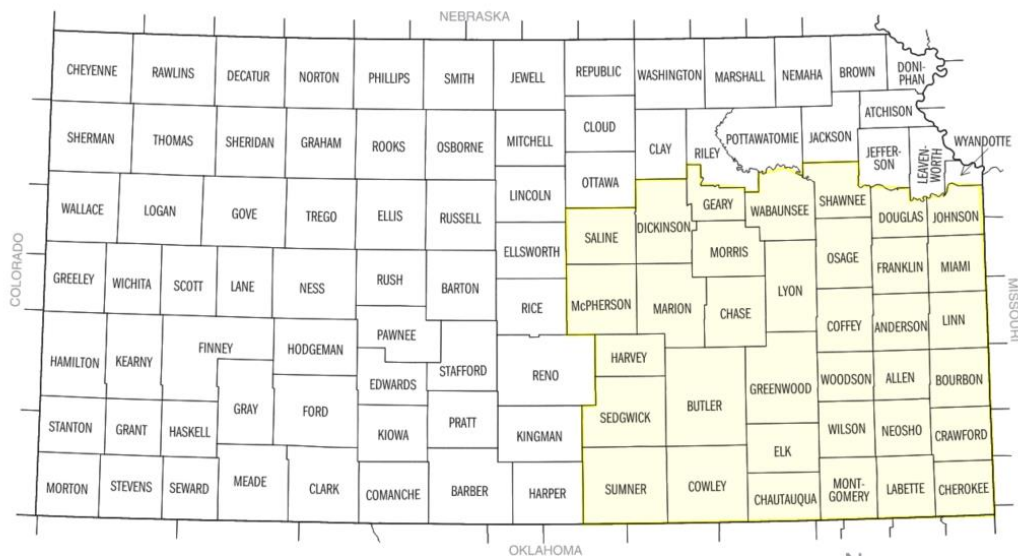 NEBRASKA
CHEYENNE RAWLINS DECATUR NORTON PHILLIPS SMITH JEWELL REPUBLIC WASHINGTON MARSHALL NEMAHA BROWN DONI-
PHAN
ATCHISON
SHERMAN THOMAS SHERIDAN GRAHAM ROOKS OSBORNE MITCHELL CLOUD CLAY RILEY POTTAWATOMIE JACKSON JEFFER-
SON
LEAVEN-
WORTH
WYANDOTTE
WALLACE LOGAN GOVE TREGO ELLIS RUSSELL LINCOLN OTTAWA DICKINSON GEARY WABAUNSEE SHAWNEE DOUGLAS JOHNSON
ELLSWORTH SALINE MORRIS
GREELEY WICHITA SCOTT LANE NESS RUSH BARTON RICE McPHERSON MARION CHASE LYON OSAGE FRANKLIN MIAMI
COLORADO
MISSOURI
HAMILTON KEARNY FINNEY HODGEMAN PAWNEE STAFFORD RENO HARVEY COFFEY ANDERSON LINN
EDWARDS
GRAY FORD SEDGWICK BUTLER GREENWOOD WOODSON ALLEN BOURBON
STANTON GRANT HASKELL KIOWA PRATT KINGMAN ELK WILSON NEOSHO CRAWFORD
MORTON STEVENS SEWARD MEADE CLARK COMANCHE BARBER HARPER SUMNER COWLEY CHAUTAUQUA MONT-
GOMERY
LABETTE CHEROKEE
OKLAHOMA